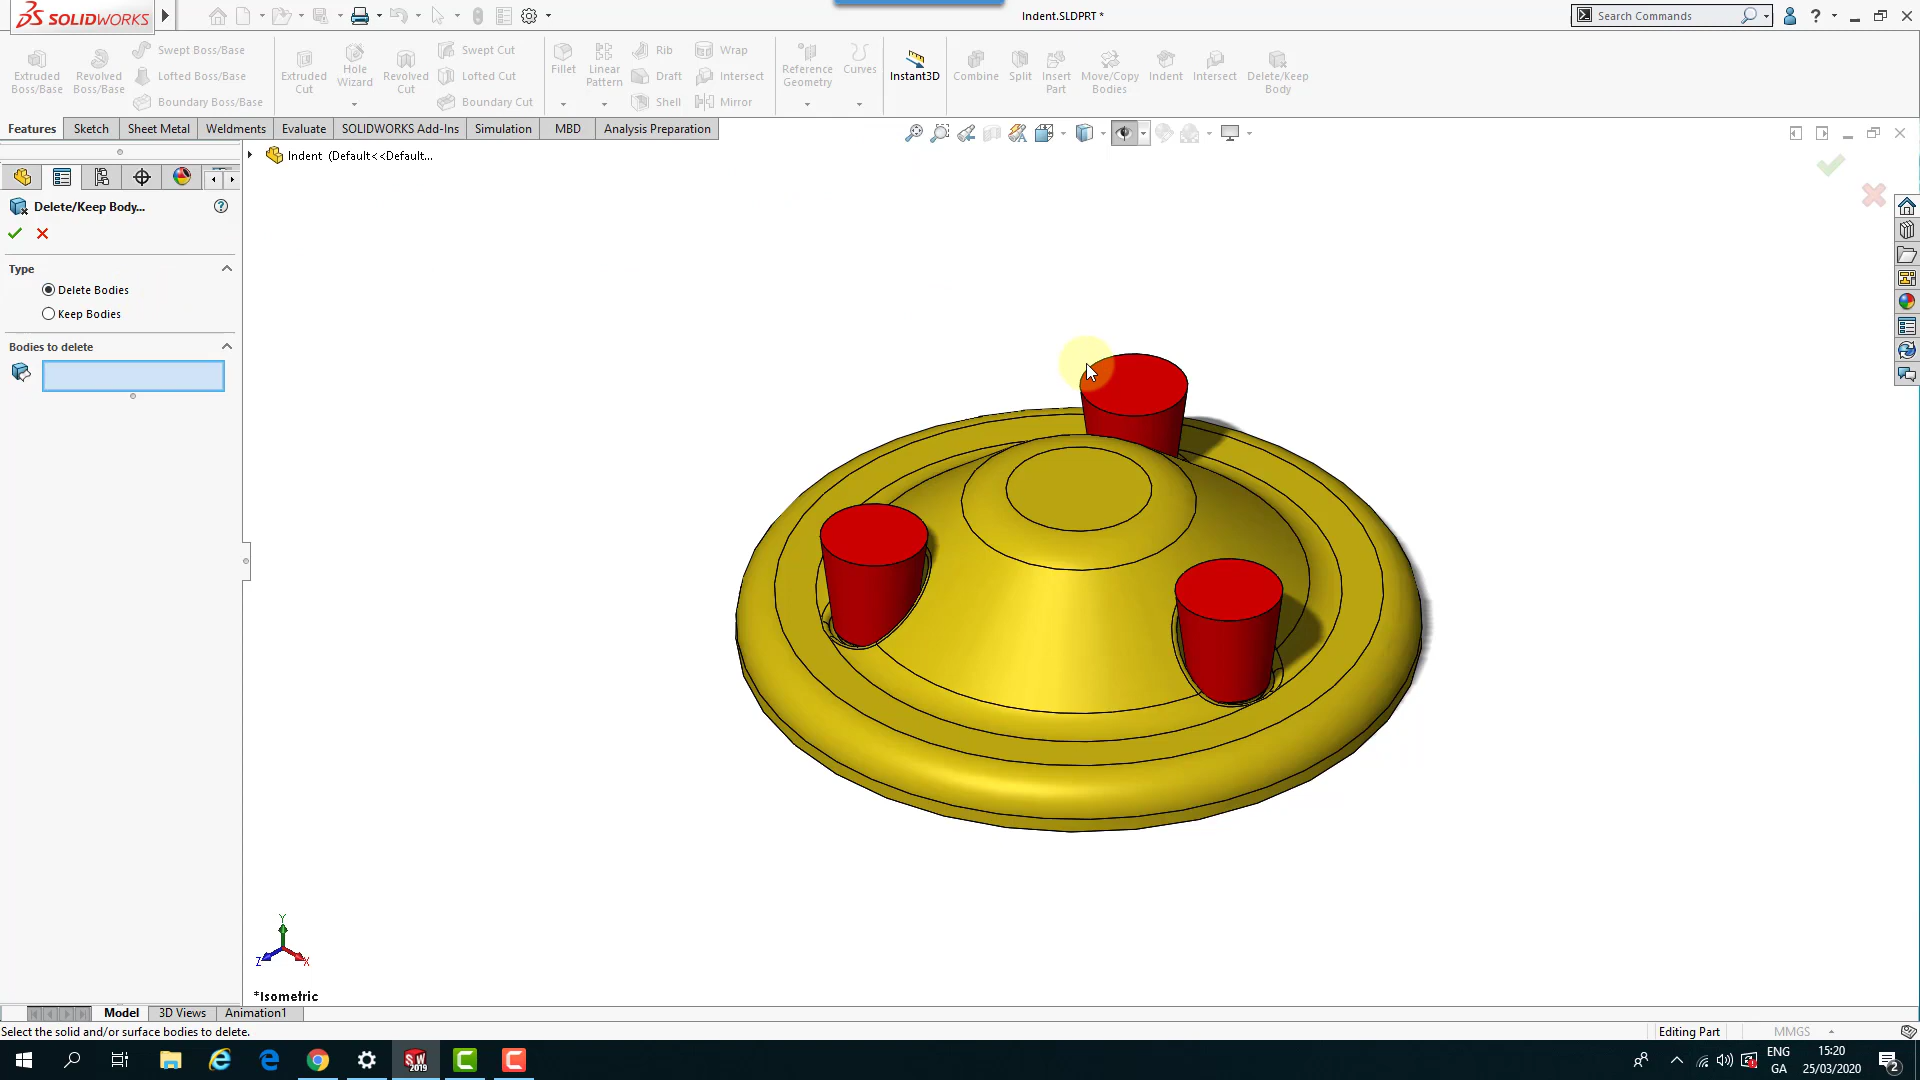 SOLIDWORKS
Indent.SLDPRT *
Search Commands
Extruded Boss/Base
Revolved Boss/Base
Swept Boss/Base
Lofted Boss/Base
Boundary Boss/Base
Extruded Cut
Hole Wizard
Revolved Cut
Swept Cut
Lofted Cut
Boundary Cut
Fillet
Linear Pattern
Rib
Draft
Shell
Wrap
Intersect
Mirror
Reference Geometry
Curves
Instant3D
Combine
Split
Insert Part
Move/Copy Bodies
Indent
Intersect
Delete/Keep Body
Features
Sketch
Sheet Metal
Weldments
Evaluate
SOLIDWORKS Add-Ins
Simulation
MBD
Analysis Preparation
Indent (Default<<Default...
Delete/Keep Body...
Type
Delete Bodies
Keep Bodies
Bodies to delete
Y
Z
X
*Isometric
Model
3D Views
Animation1
Select the solid and/or surface bodies to delete.
Editing Part
MMGS
SW
2019
ENG
GA
15:20
25/03/2020
2